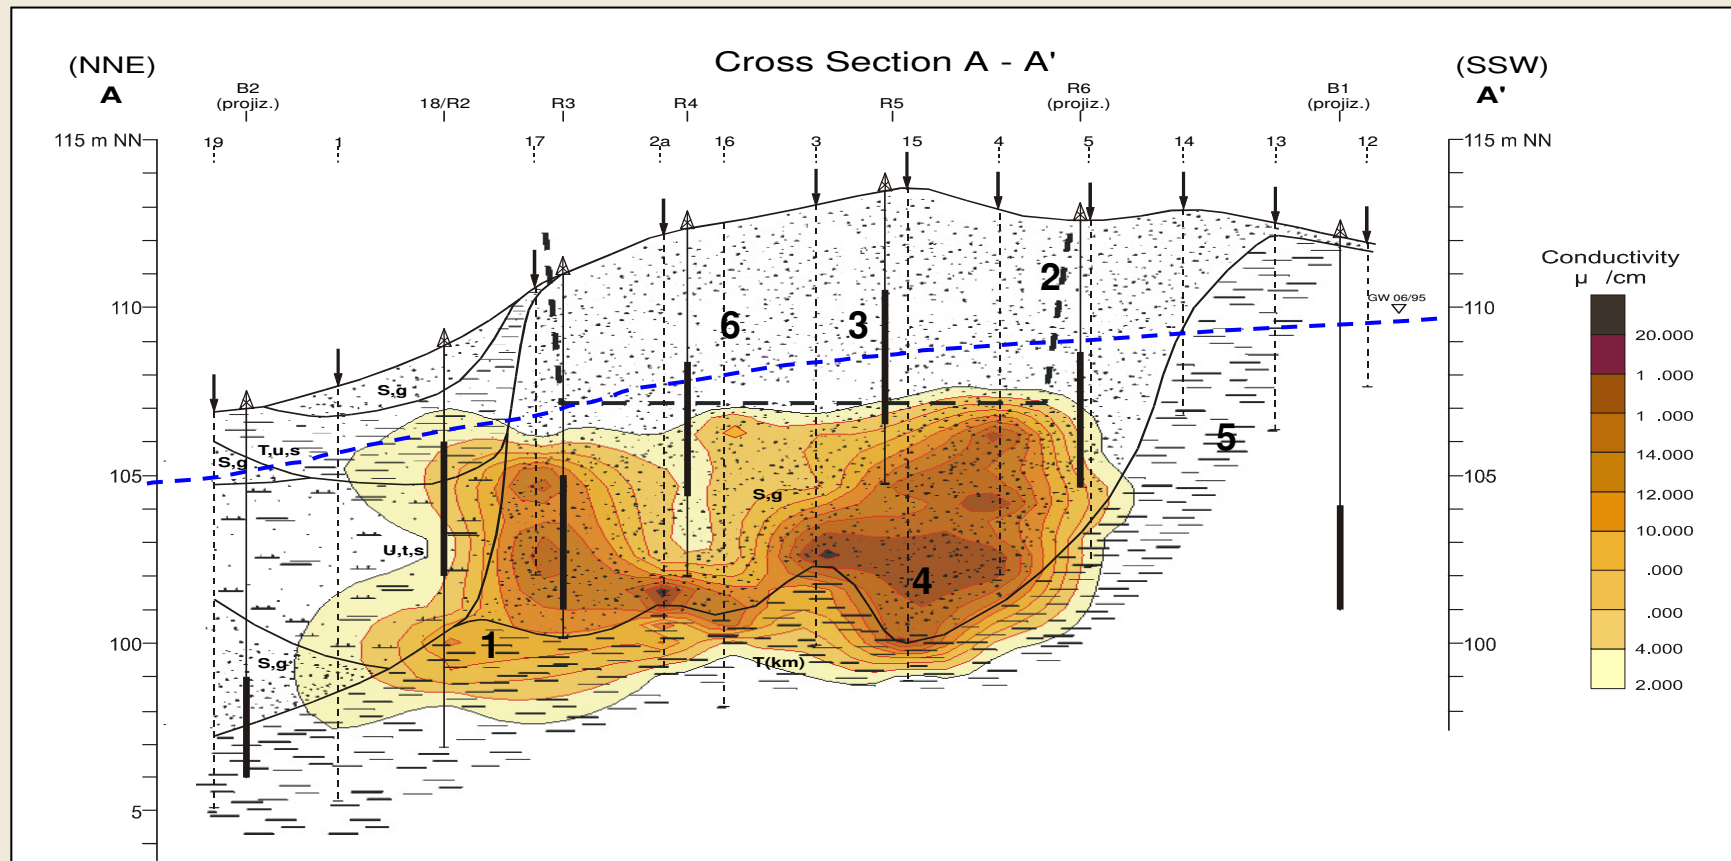 Cross Section A - A'
(NNE)
A
(SSW)
A'
B2
(projiz.)
18/R2
R3
R4
R5
R6
(projiz.)
B1
(projiz.)
115 m NN
19
1
17
2a
16
3
15
4
5
14
13
12
115 m NN
110
105
100
5
110
105
100
GW 06/95
S,g
T,u,s
S,g
U,t,s
S,g
S,g
T(km)
1
2
3
4
5
6
Conductivity
µ /cm
20.000
1 .000
1 .000
14.000
12.000
10.000
.000
.000
4.000
2.000